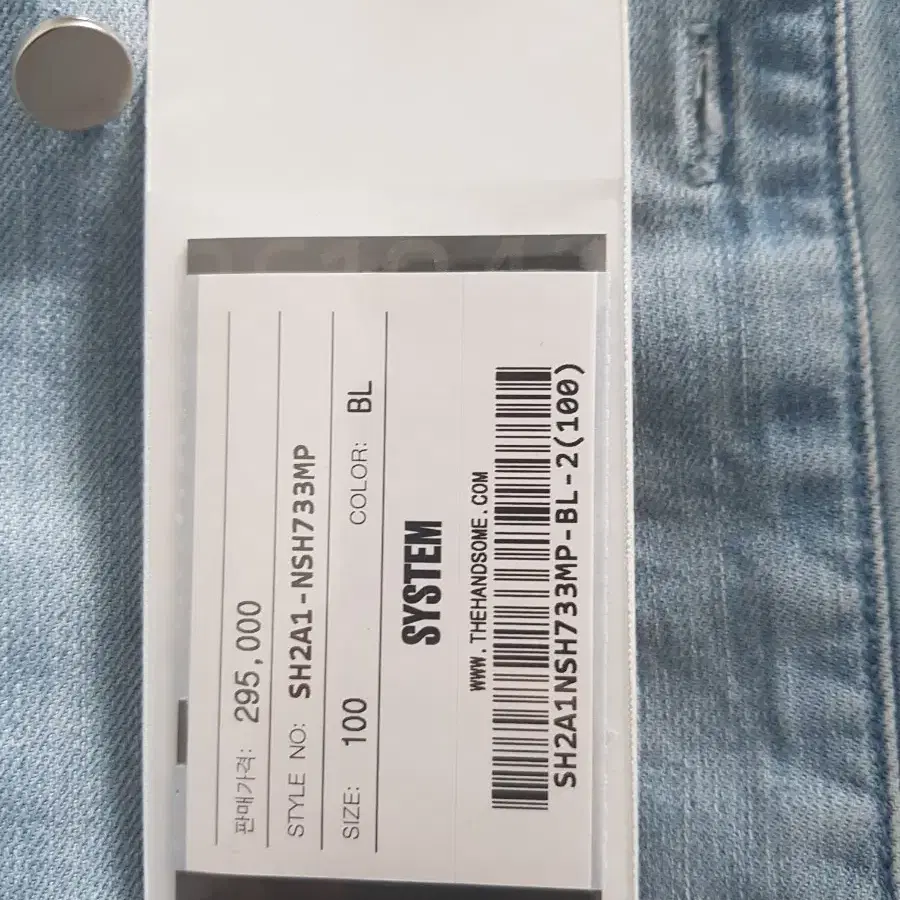 판매가격: 295,000
STYLE NO: SH2A1-NSH733MP
SIZE: 100 COLOR: BL
SYSTEM
WWW.THEHANDSOME.COM
SH2A1NSH733MP-BL-2(100)